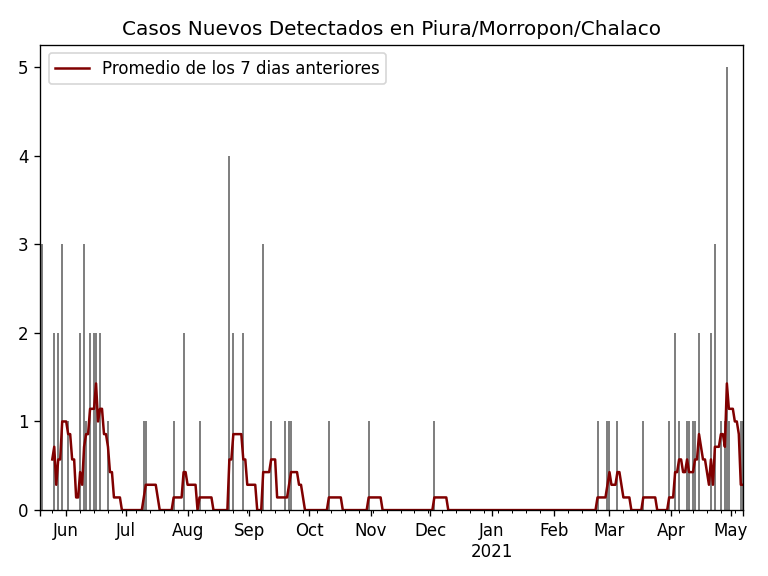 Casos Nuevos Detectados en Piura/Morropon/Chalaco
Promedio de los 7 dias anteriores
5
4
3
2
1
0
Jun Jul Aug Sep Oct Nov Dec Jan Feb Mar Apr May
2021